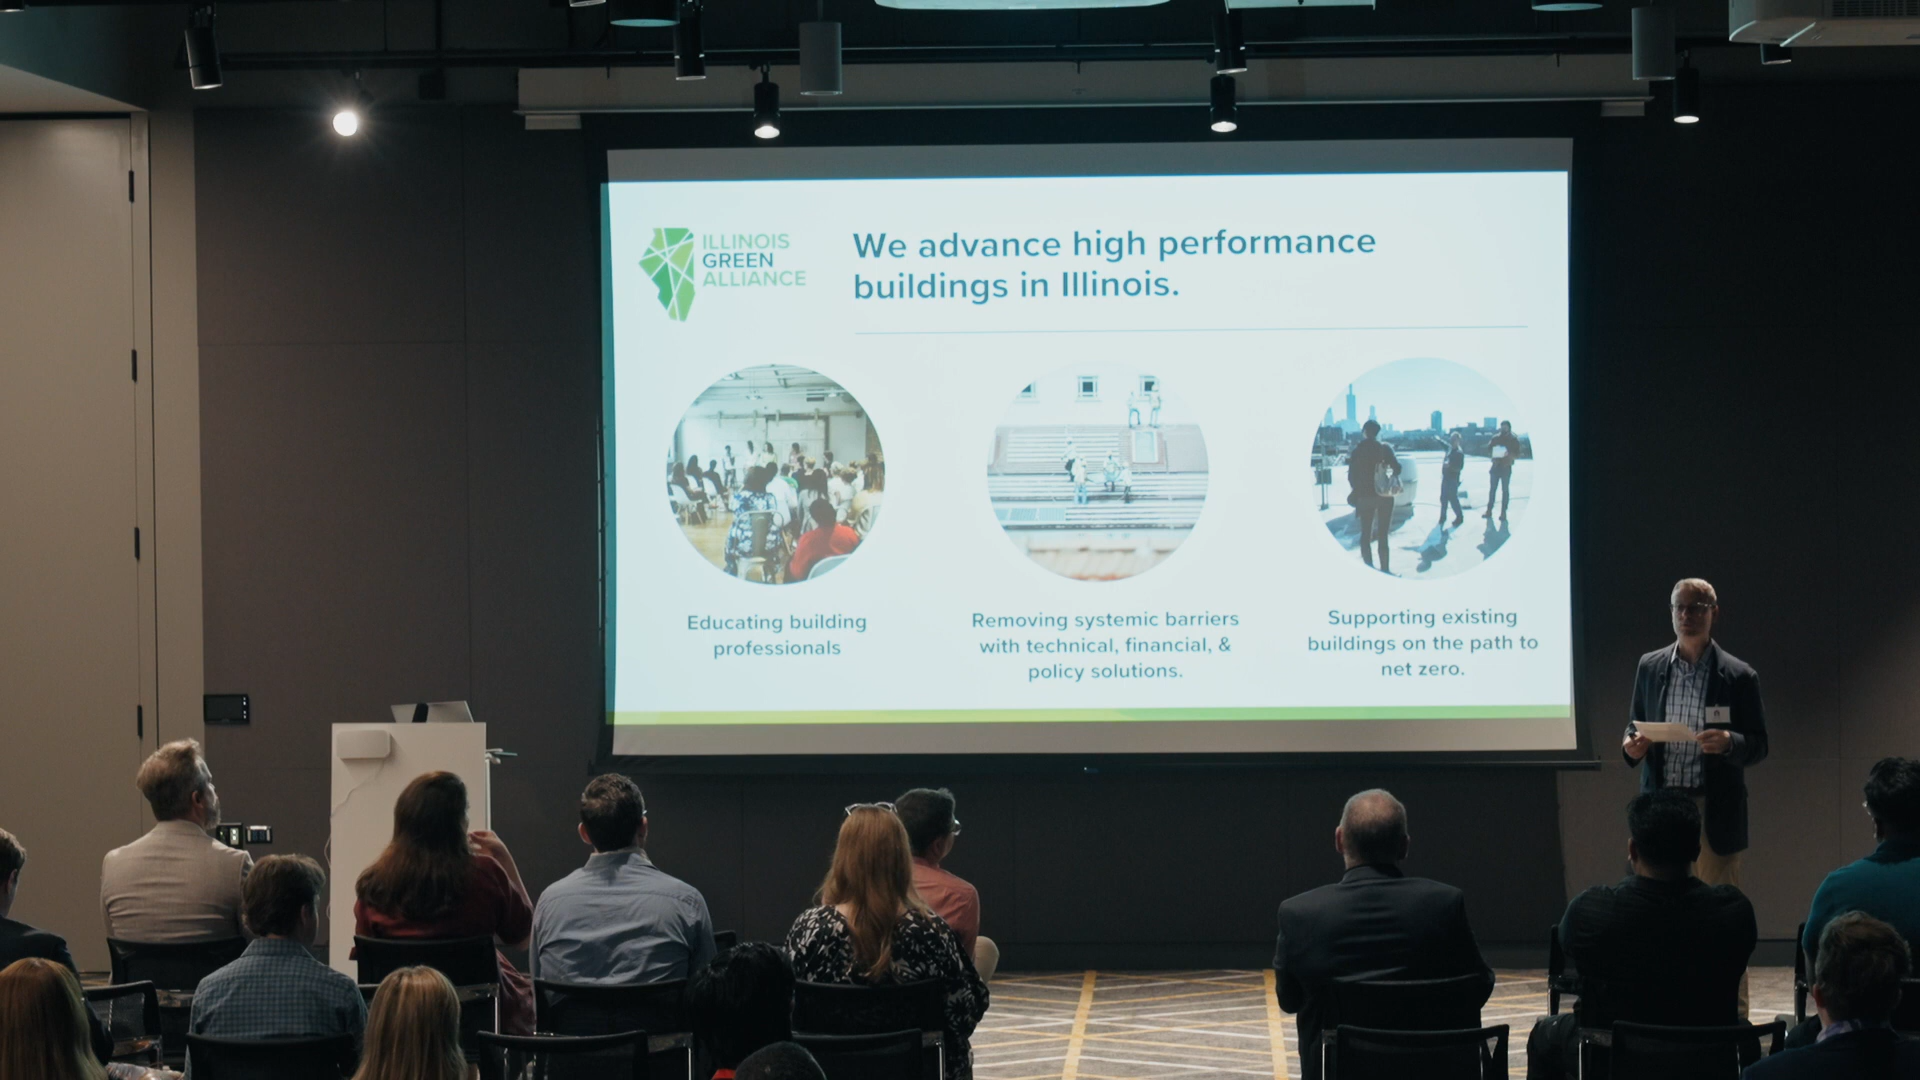 ILLINOIS
GREEN
ALLIANCE
We advance high performance
buildings in Illinois.
Educating building
professionals
Removing systemic barriers
with technical, financial, &
policy solutions.
Supporting existing
buildings on the path to
net zero.